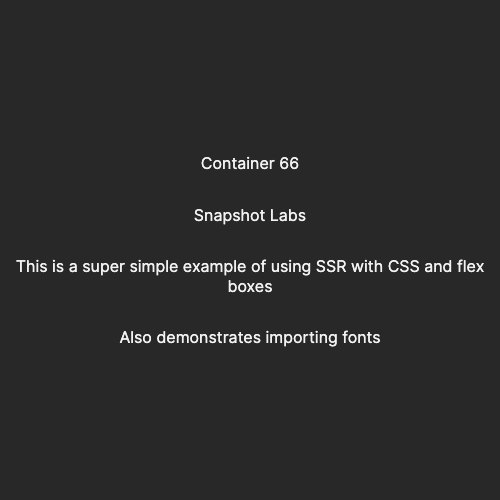 Container 66
Snapshot Labs
This is a super simple example of using SSR with CSS and flex
boxes
Also demonstrates importing fonts